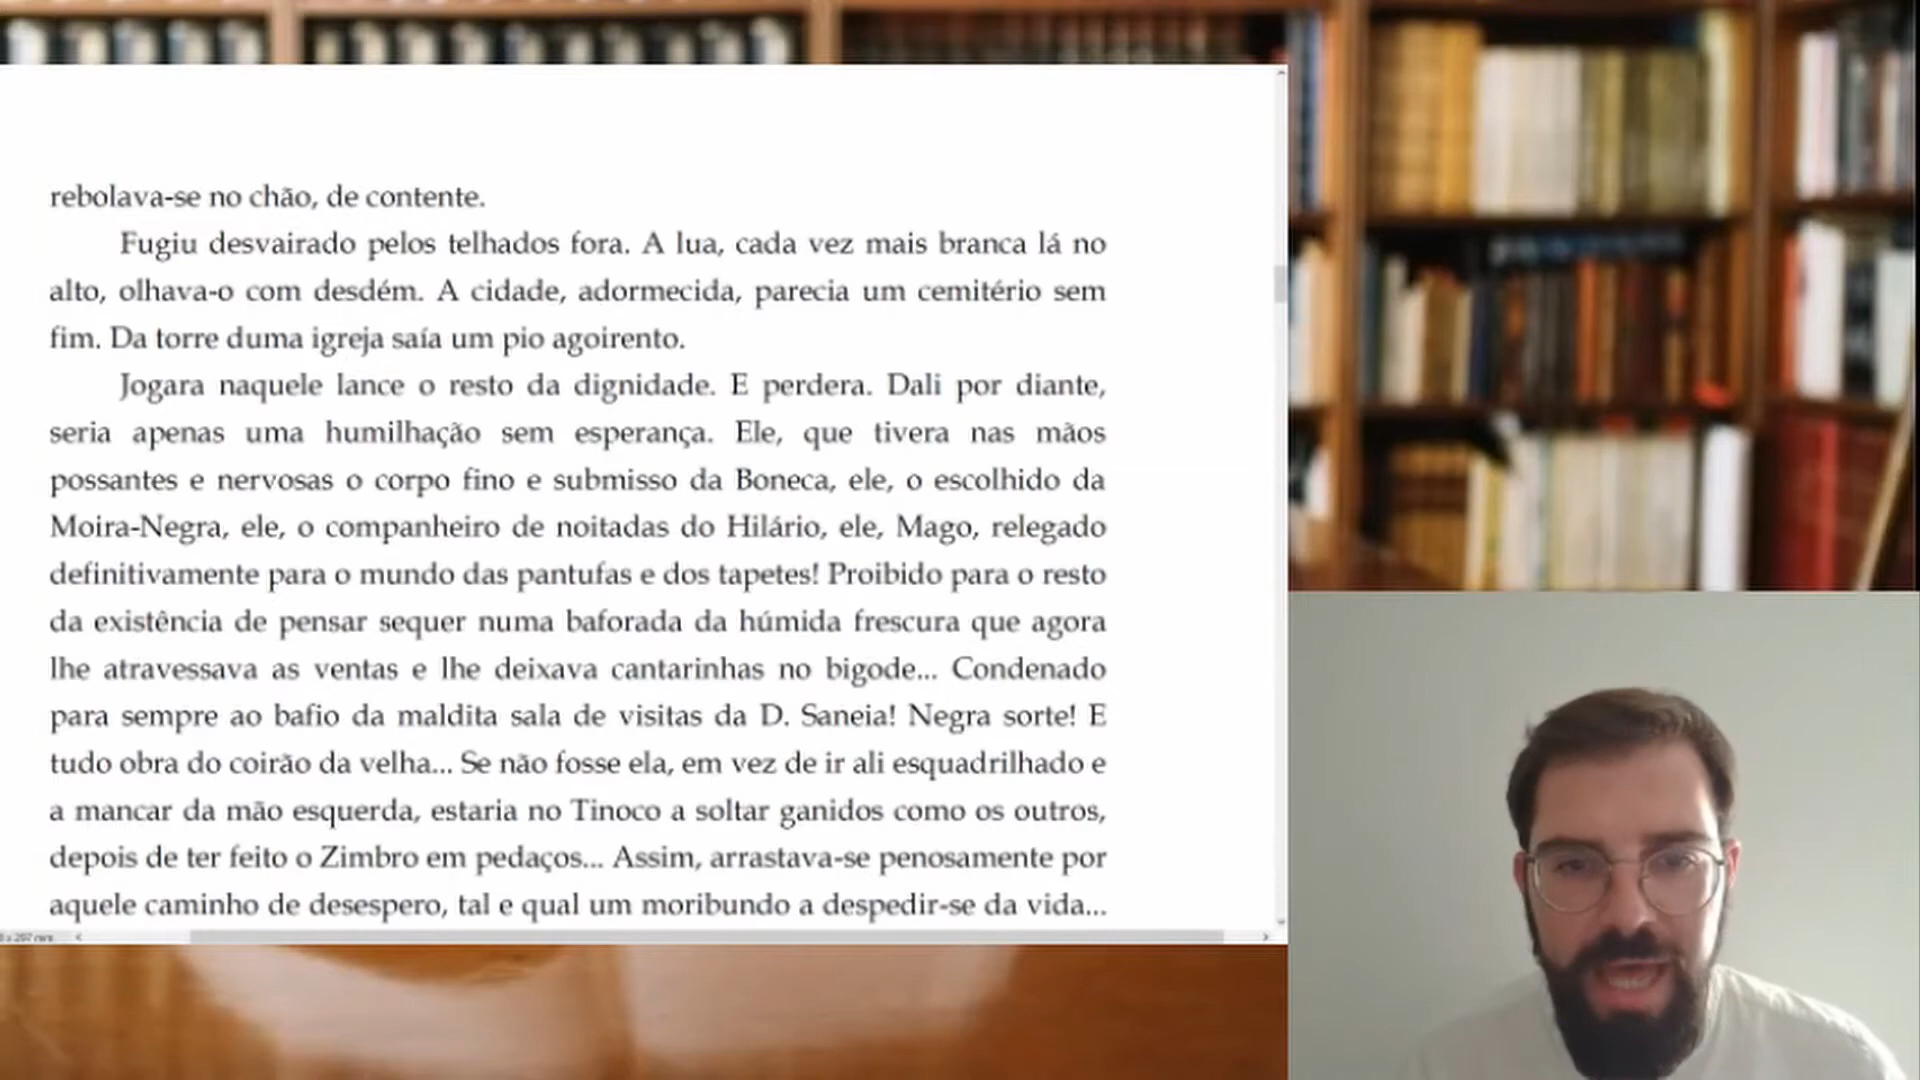 rebolava-se no chão, de contente.
Fugiu desvairado pelos telhados fora. A lua, cada vez mais branca lá no
alto, olhava-o com desdém. A cidade, adormecida, parecia um cemitério sem
fim. Da torre duma igreja saía um pio agoirento.
Jogara naquele lance o resto da dignidade. E perdera. Dali por diante,
seria apenas uma humilhação sem esperança. Ele, que tivera nas mãos
possantes e nervosas o corpo fino e submisso da Boneca, ele, o escolhido da
Moira-Negra, ele, o companheiro de noitadas do Hilário, ele, Mago, relegado
definitivamente para o mundo das pantufas e dos tapetes! Proibido para o resto
da existência de pensar sequer numa baforada da húmida frescura que agora
lhe atravessava as ventas e lhe deixava cantarinhas no bigode... Condenado
para sempre ao bafio da maldita sala de visitas da D. Saneia! Negra sorte! E
tudo obra do coirão da velha... Se não fosse ela, em vez de ir ali esquadrilhado e
a mancar da mão esquerda, estaria no Tinoco a soltar ganidos como os outros,
depois de ter feito o Zimbro em pedaços... Assim, arrastava-se penosamente por
aquele caminho de desespero, tal e qual um moribundo a despedir-se da vida...